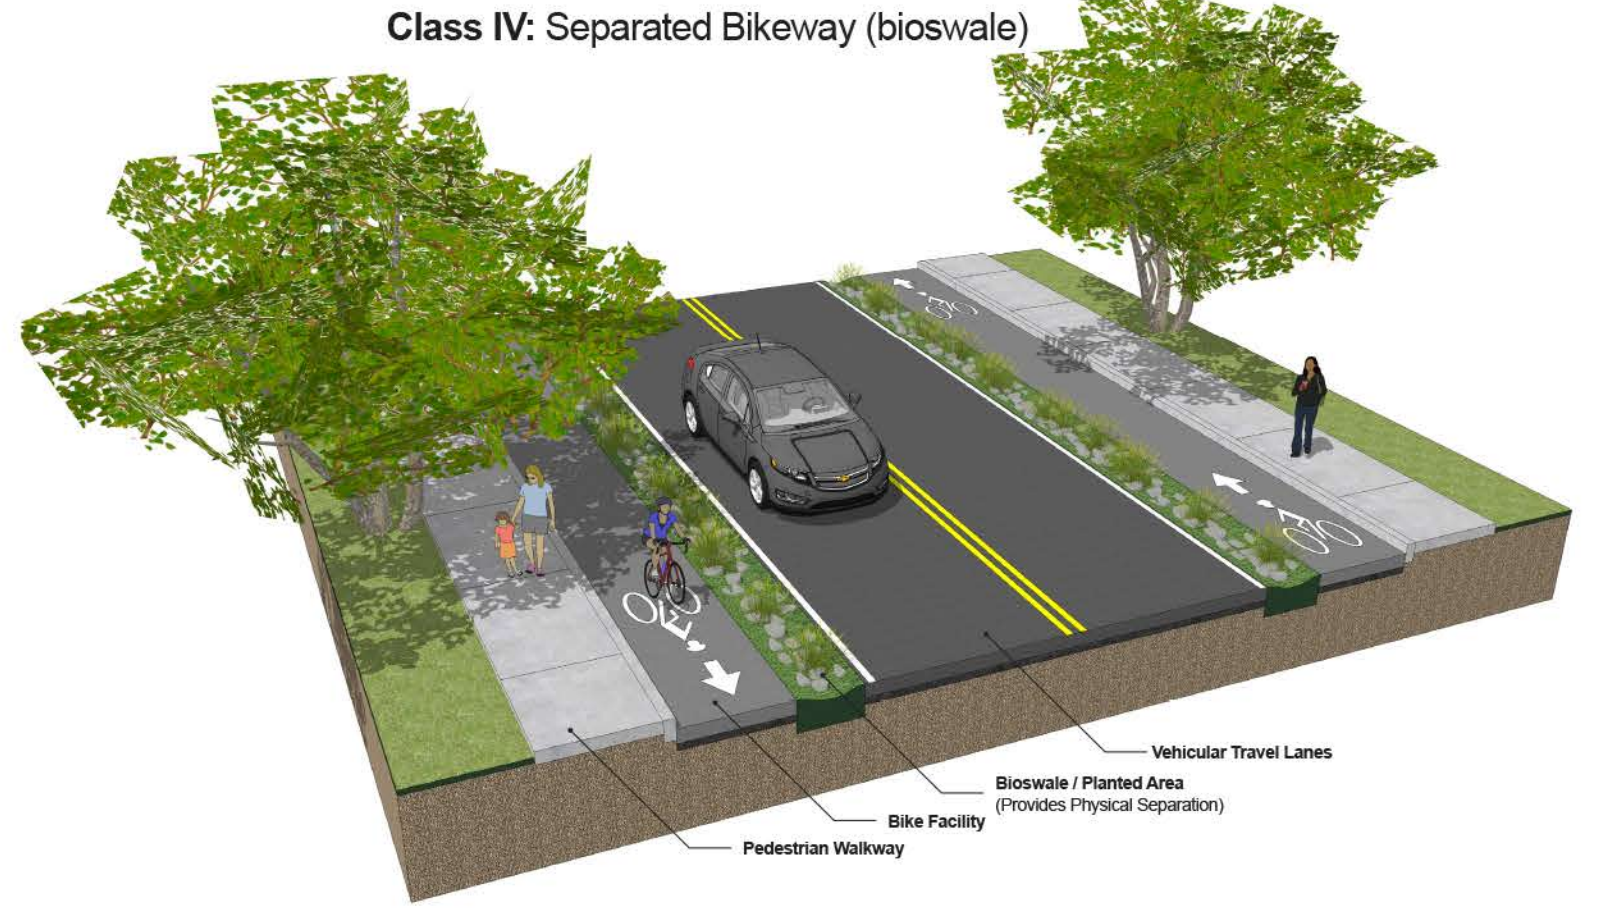 Class IV: Separated Bikeway (bioswale)
Vehicular Travel Lanes
Bioswale / Planted Area
(Provides Physical Separation)
Bike Facility
Pedestrian Walkway